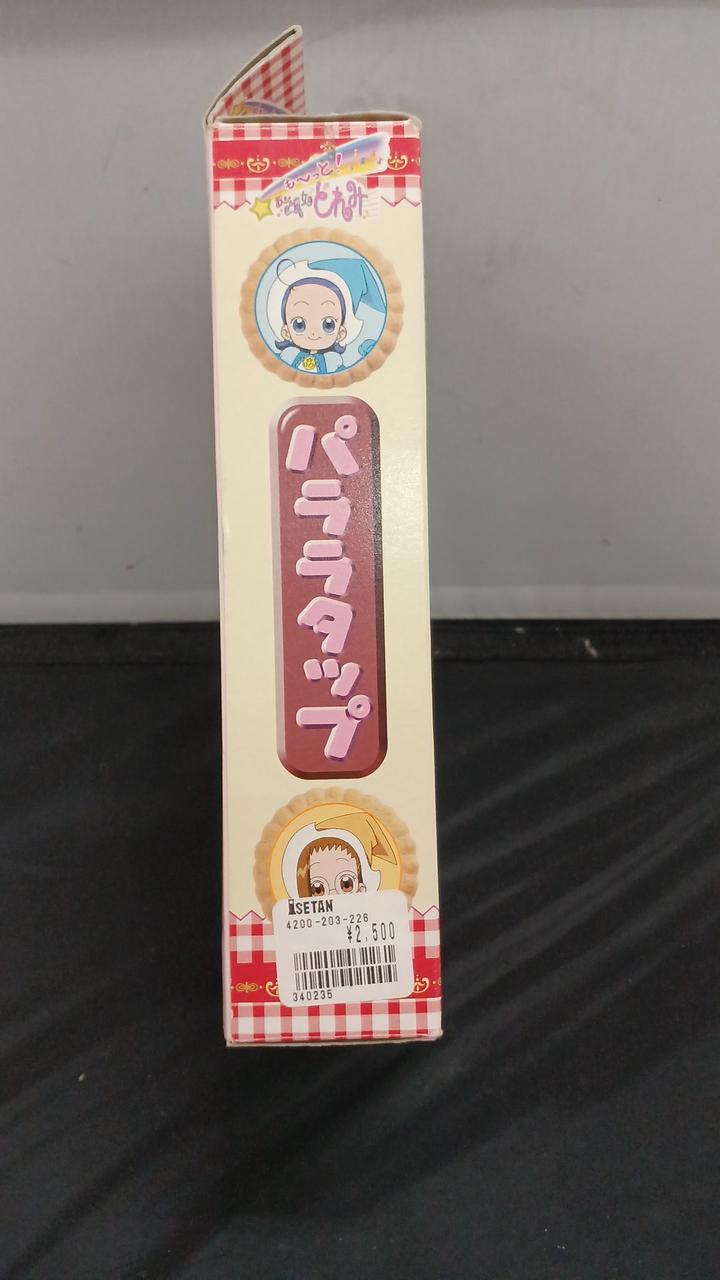 も〜っと!
おジャ魔女どれみ
パララタップ
ISETAN
4200-203-226
¥2,500
340235